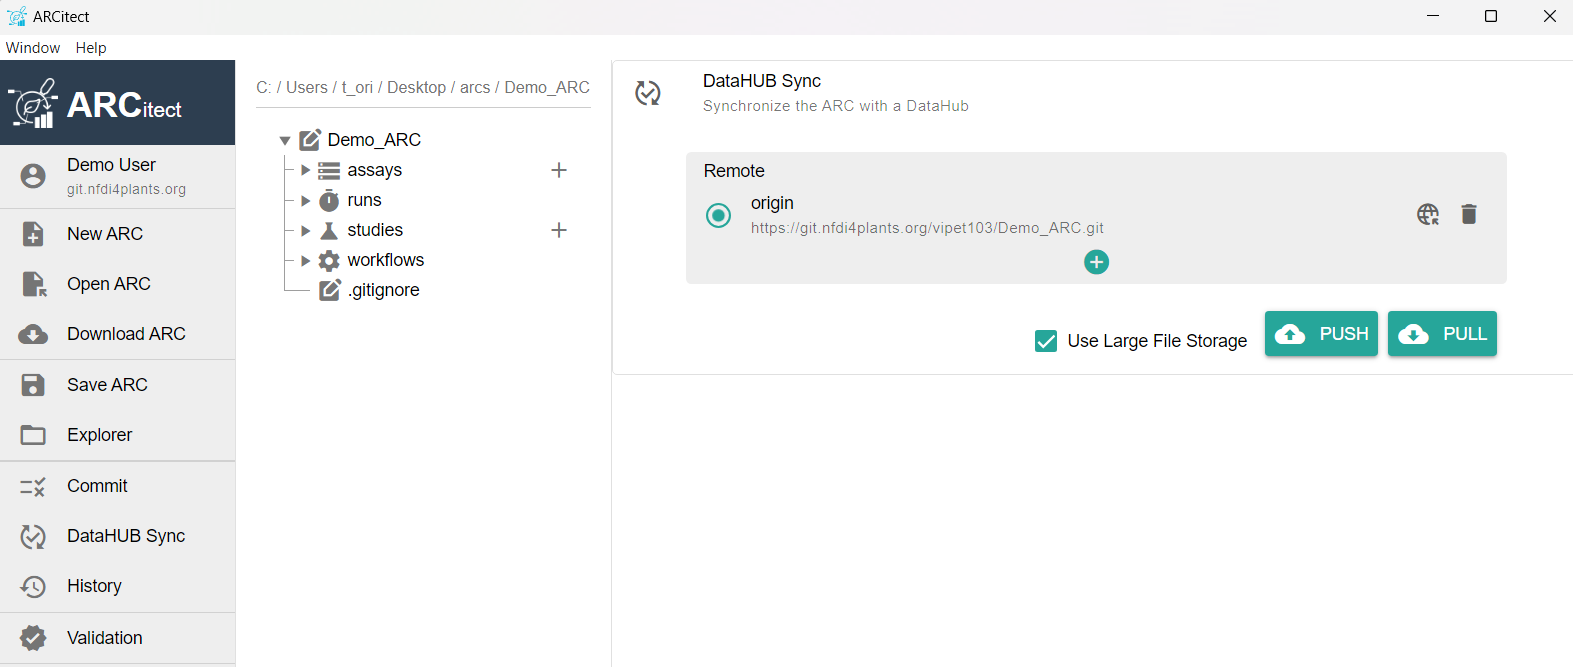 ARCitect
Window Help
ARCitect
Demo User
git.nfdi4plants.org
New ARC
Open ARC
Download ARC
Save ARC
Explorer
Commit
DataHUB Sync
History
Validation
C: / Users / t_ori / Desktop / arcs / Demo_ARC
Demo_ARC
assays
runs
studies
workflows
.gitignore
DataHUB Sync
Synchronize the ARC with a DataHub
Remote
origin
https://git.nfdi4plants.org/vipet103/Demo_ARC.git
Use Large File Storage PUSH PULL